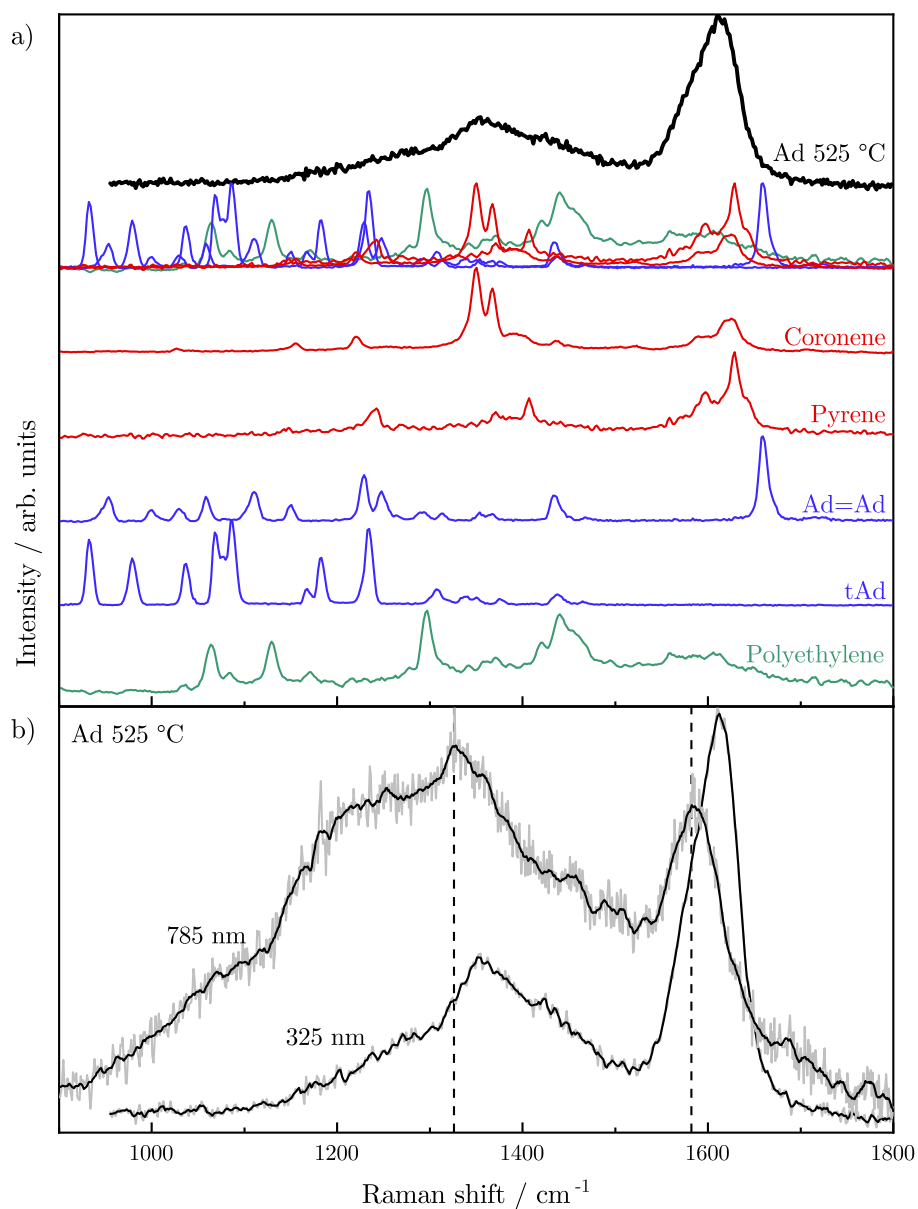 a)
Ad 525 °C
Coronene
Pyrene
Ad=Ad
tAd
Polyethylene
Intensity / arb. units
b)
Ad 525 °C
785 nm
325 nm
1000 1200 1400 1600 1800
Raman shift / cm⁻¹